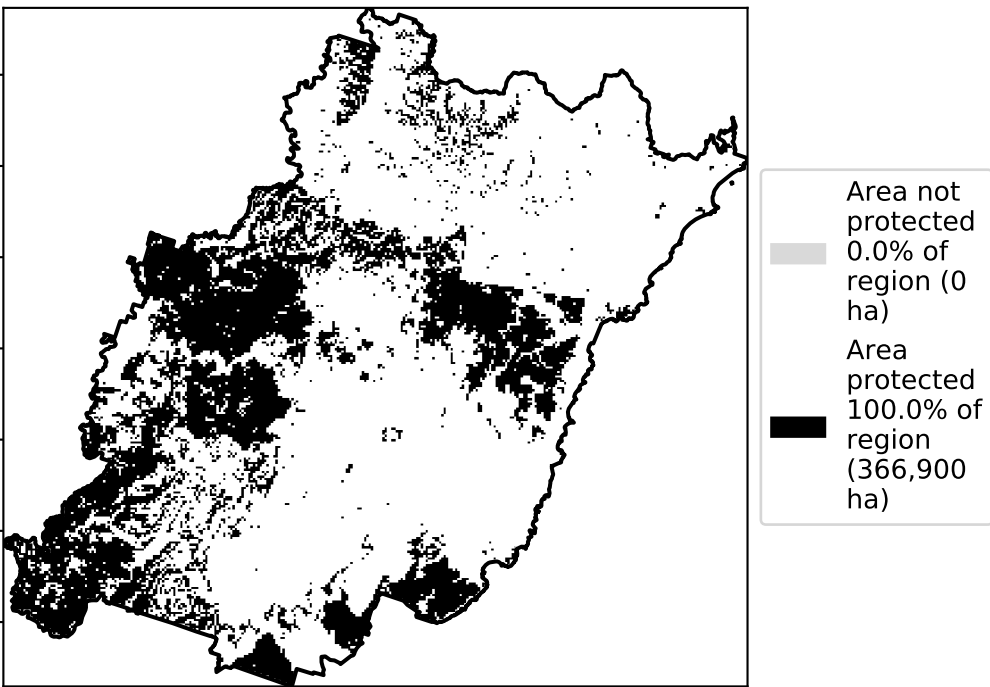 Area not
protected
0.0% of
region (0
ha)
Area
protected
100.0% of
region
(366,900
ha)